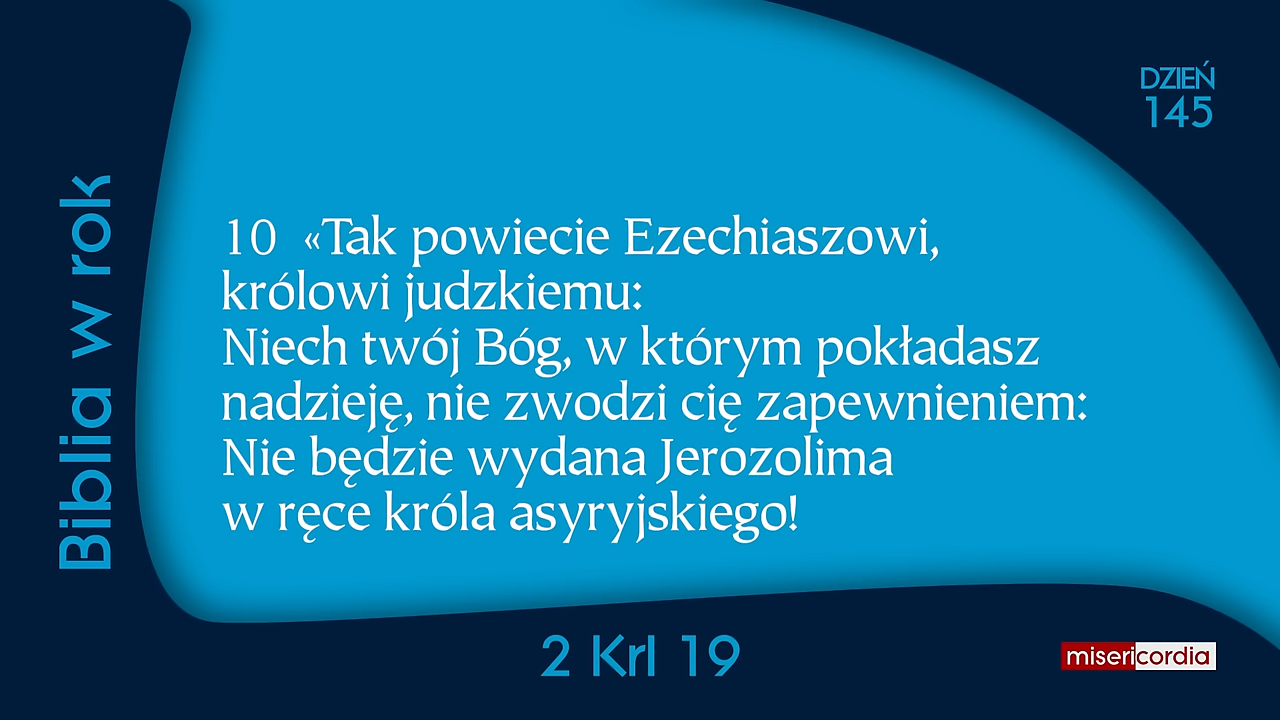 DZIEŃ
145
Biblia w rok
10 «Tak powiecie Ezechiaszowi,
królowi judzkiemu:
Niech twój Bóg, w którym pokładasz
nadzieję, nie zwodzi cię zapewnieniem:
Nie będzie wydana Jerozolima
w ręce króla asyryjskiego!
2 Krl 19
misericordia